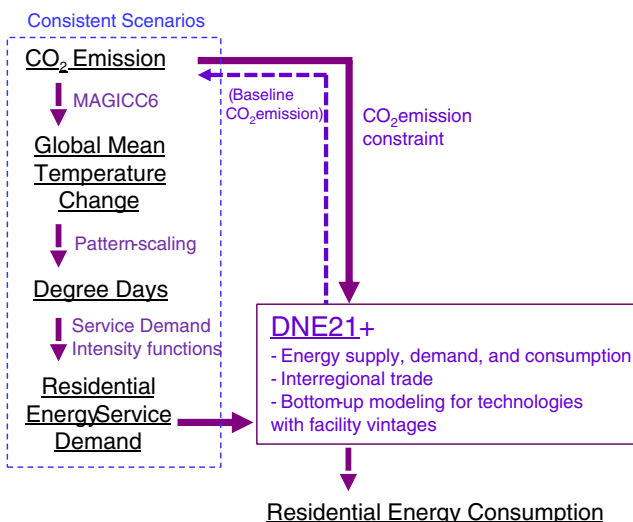 Consistent Scenarios
CO₂ Emission
MAGICC6
(Baseline
CO₂emission)
CO₂emission
constraint
Global Mean
Temperature
Change
Pattern-scaling
Degree Days
Service Demand
Intensity functions
Residential
EnergyService
Demand
DNE21+
- Energy supply, demand, and consumption
- Interregional trade
- Bottom-up modeling for technologies
with facility vintages
Residential Energy Consumption